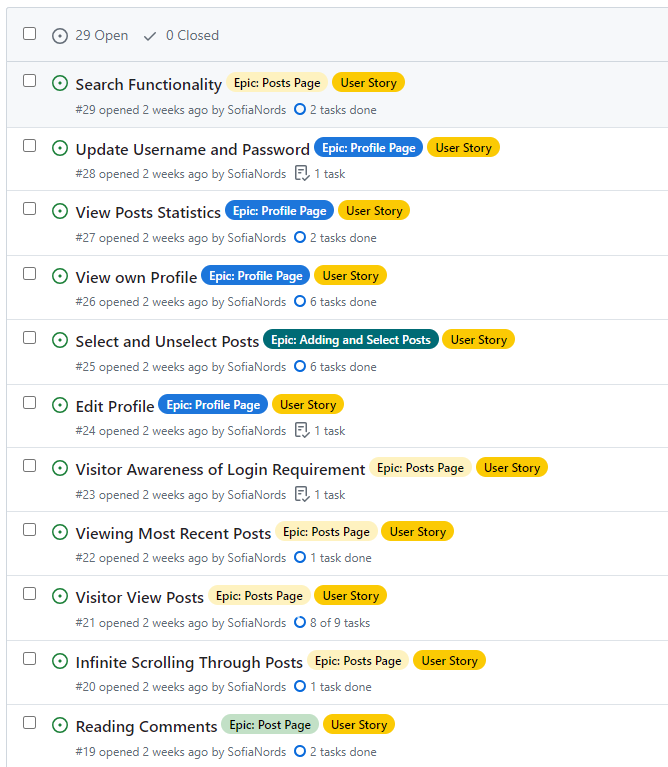 29 Open 0 Closed
Search Functionality Epic: Posts Page User Story
#29 opened 2 weeks ago by SofiaNords 2 tasks done
Update Username and Password Epic: Profile Page User Story
#28 opened 2 weeks ago by SofiaNords 1 task
View Posts Statistics Epic: Profile Page User Story
#27 opened 2 weeks ago by SofiaNords 2 tasks done
View own Profile Epic: Profile Page User Story
#26 opened 2 weeks ago by SofiaNords 6 tasks done
Select and Unselect Posts Epic: Adding and Select Posts User Story
#25 opened 2 weeks ago by SofiaNords 6 tasks done
Edit Profile Epic: Profile Page User Story
#24 opened 2 weeks ago by SofiaNords 1 task
Visitor Awareness of Login Requirement Epic: Posts Page User Story
#23 opened 2 weeks ago by SofiaNords 1 task
Viewing Most Recent Posts Epic: Posts Page User Story
#22 opened 2 weeks ago by SofiaNords 1 task done
Visitor View Posts Epic: Posts Page User Story
#21 opened 2 weeks ago by SofiaNords 8 of 9 tasks
Infinite Scrolling Through Posts Epic: Posts Page User Story
#20 opened 2 weeks ago by SofiaNords 1 task done
Reading Comments Epic: Post Page User Story
#19 opened 2 weeks ago by SofiaNords 2 tasks done